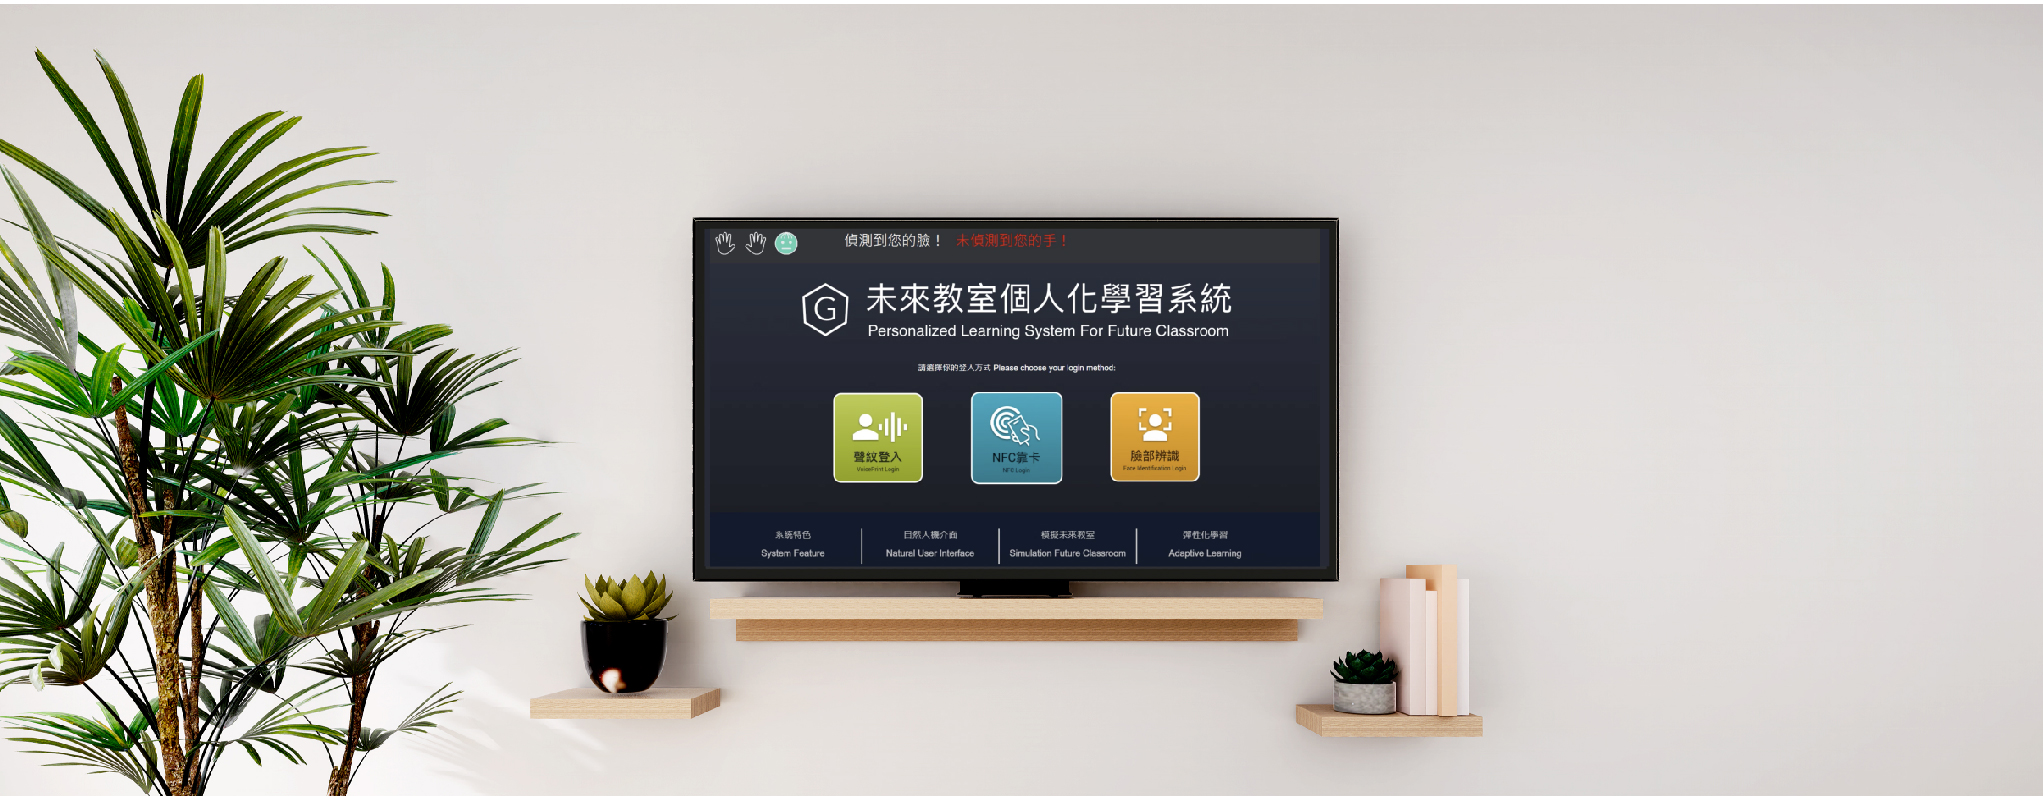 偵測到您的臉！ 未偵測到您的手！
G
未來教室個人化學習系統
Personalized Learning System For Future Classroom
請選擇你的登入方式 Please choose your login method:
聲紋登入
VoicePrint Login
NFC靠卡
NFC Login
臉部辨識
Face Identification Login
系統特色
System Feature
自然人機介面
Natural User Interface
模擬未來教室
Simulation Future Classroom
彈性化學習
Adaptive Learning